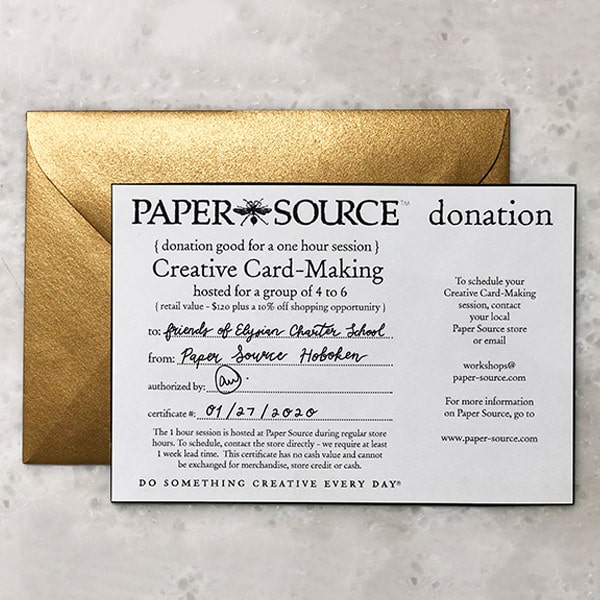 PAPER SOURCE™ donation
{ donation good for a one hour session }
Creative Card-Making
hosted for a group of 4 to 6
{ retail value - $120 plus a 10% off shopping opportunity }
to: friends of Elysian Charter School
from: Paper Source Hoboken
authorized by:
certificate #: 01/27/2020
The 1 hour session is hosted at Paper Source during regular store
hours. To schedule, contact the store directly - we require at least
1 week lead time. This certificate has no cash value and cannot
be exchanged for merchandise, store credit or cash.
DO SOMETHING CREATIVE EVERY DAY®
To schedule your
Creative Card-Making
session, contact
your local
Paper Source store
or email
workshops@
paper-source.com
For more information
on Paper Source, go to
www.paper-source.com